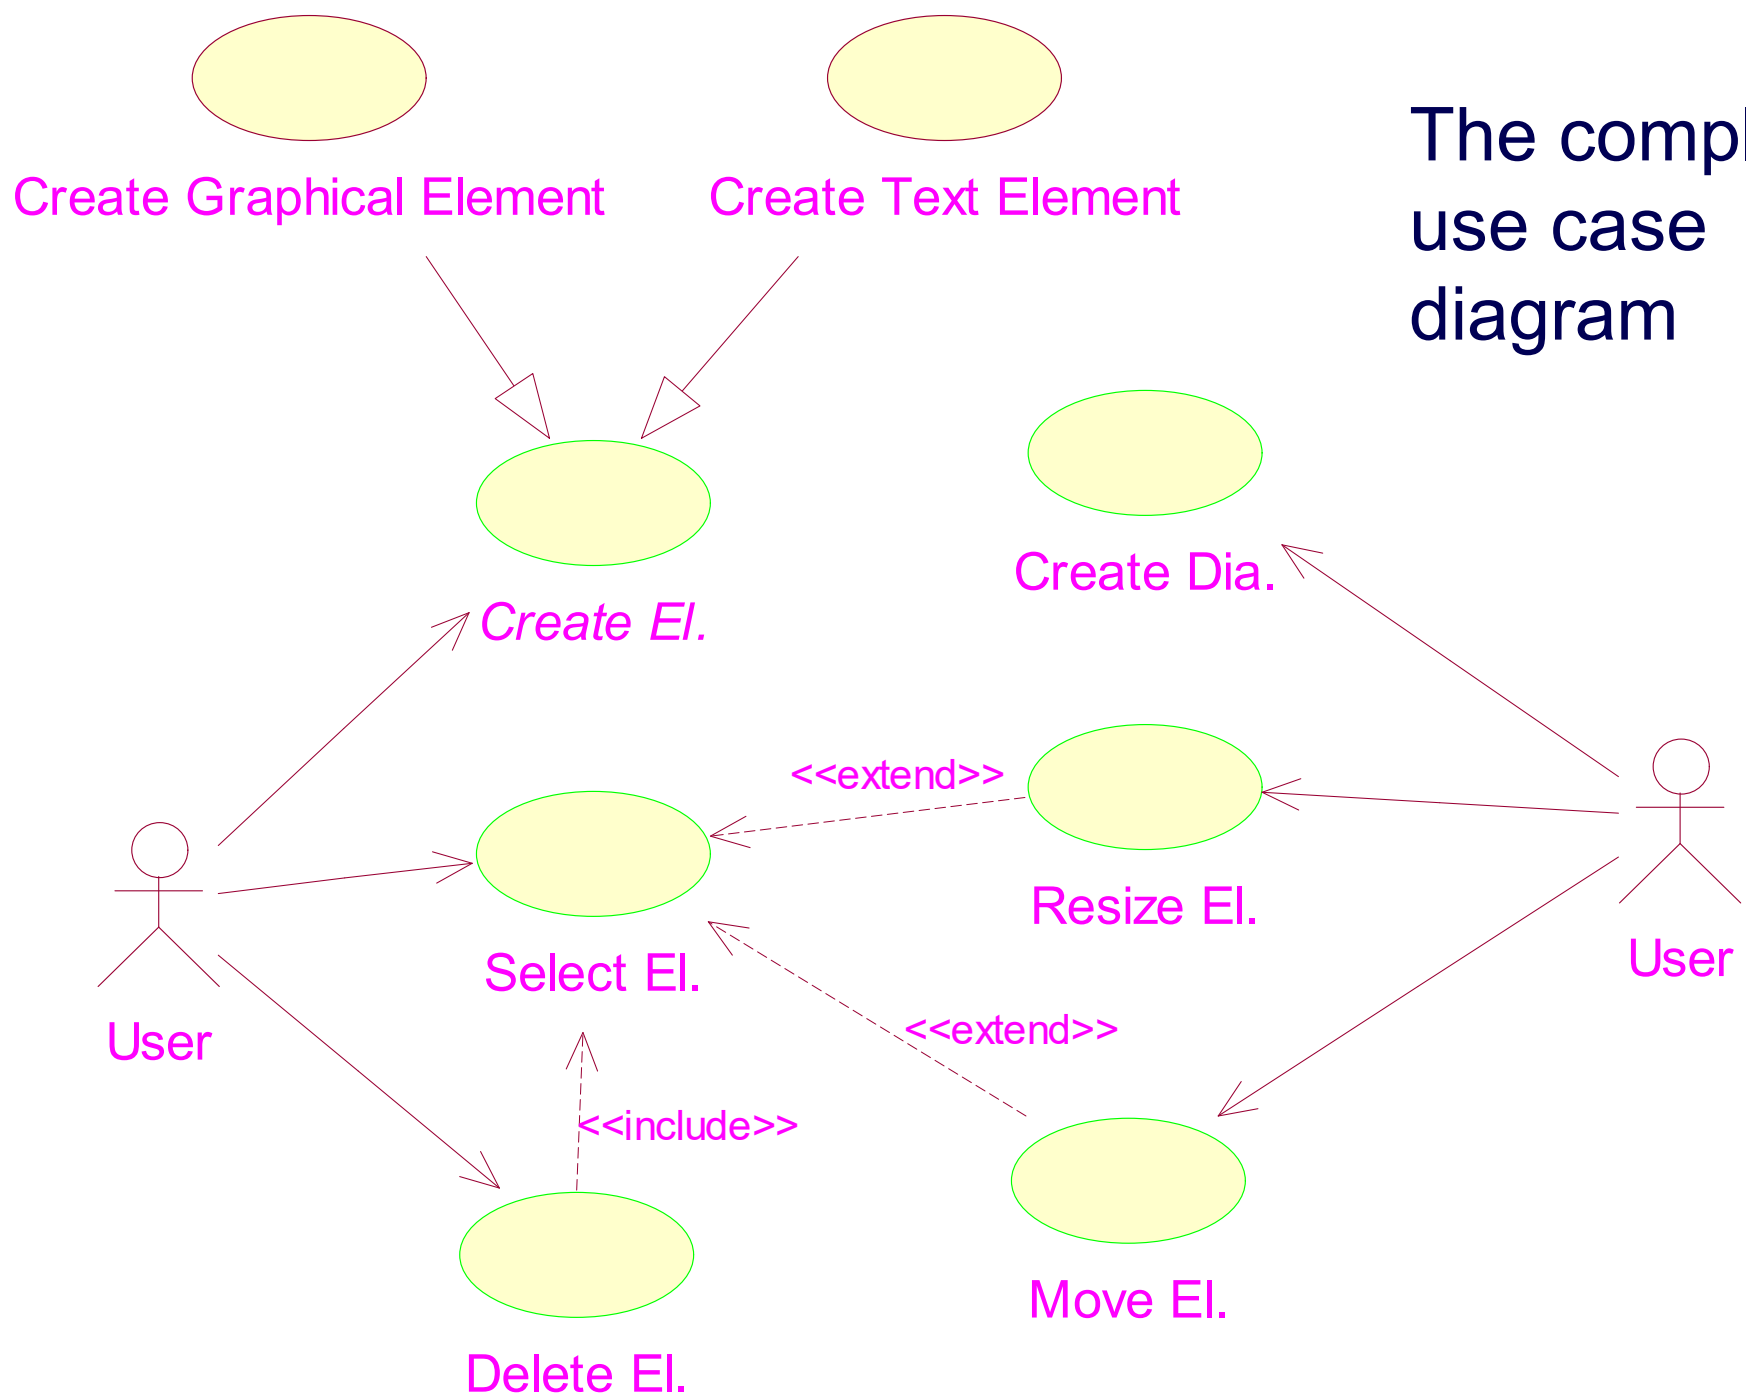 Create Graphical Element
Create Text Element
The compl
use case
diagram
Create Dia.
Create El.
<<extend>>
Resize El.
Select El.
User
User
<<extend>>
<<include>>
Move El.
Delete El.